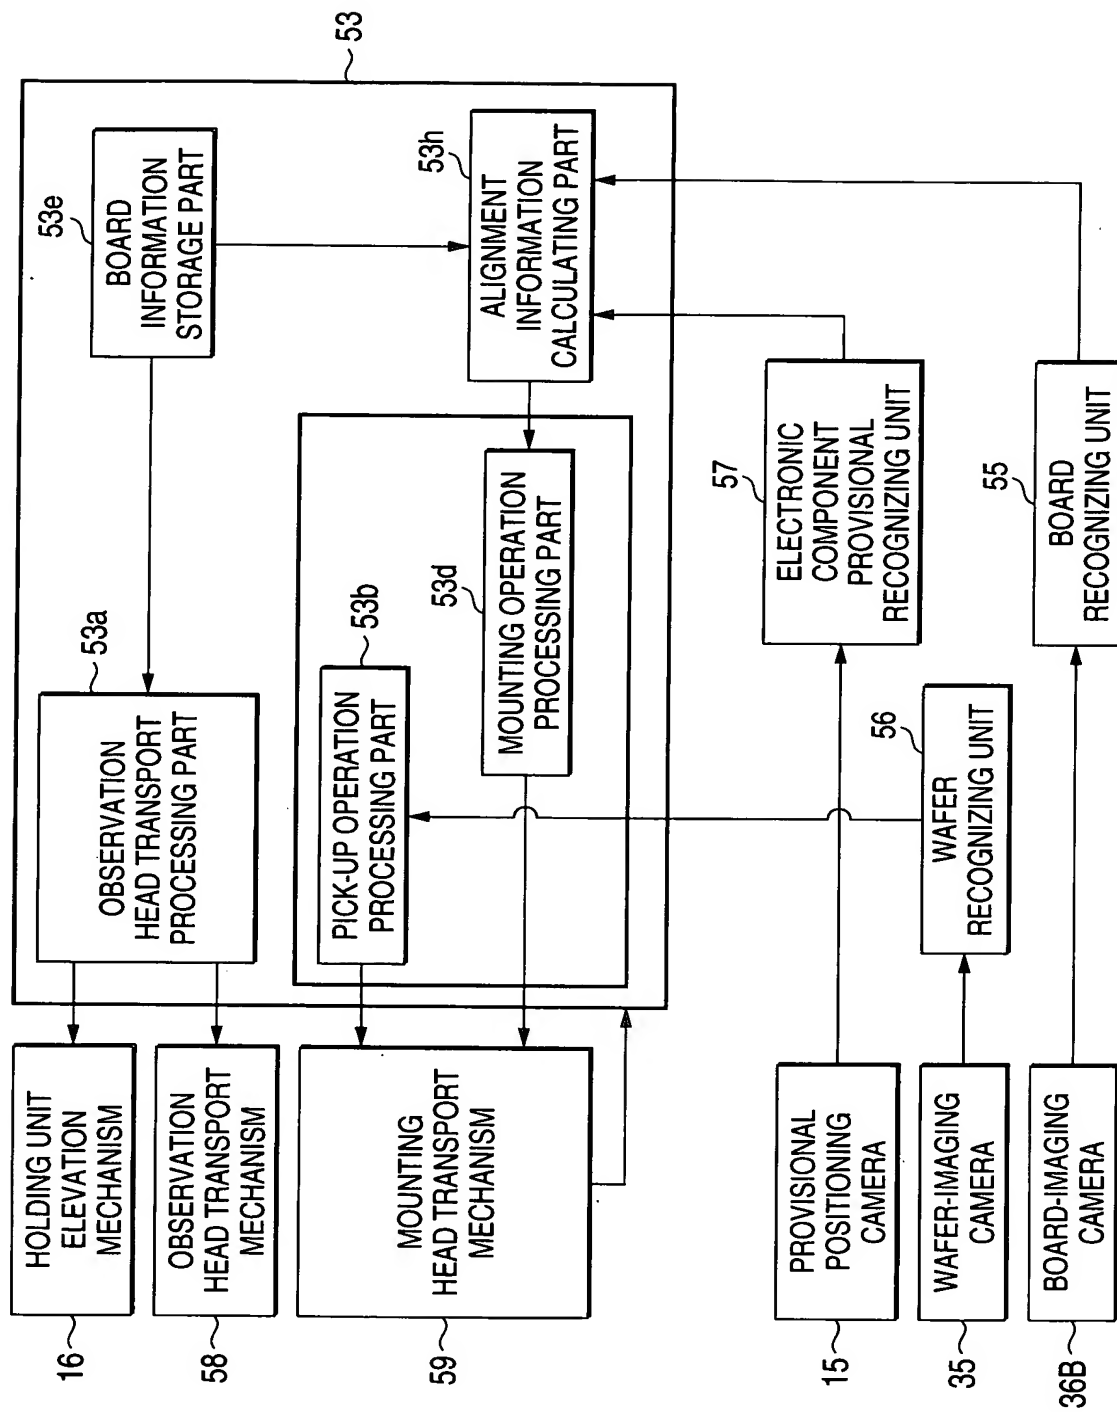 16
HOLDING UNIT
ELEVATION
MECHANISM
58
OBSERVATION
HEAD TRANSPORT
MECHANISM
59
MOUNTING
HEAD TRANSPORT
MECHANISM
53
53a
OBSERVATION
HEAD TRANSPORT
PROCESSING PART
53e
BOARD
INFORMATION
STORAGE PART
53b
PICK-UP OPERATION
PROCESSING PART
53d
MOUNTING OPERATION
PROCESSING PART
53h
ALIGNMENT
INFORMATION
CALCULATING PART
15
PROVISIONAL
POSITIONING
CAMERA
57
ELECTRONIC
COMPONENT
PROVISIONAL
RECOGNIZING UNIT
35
WAFER-IMAGING
CAMERA
56
WAFER
RECOGNIZING UNIT
36B
BOARD-IMAGING
CAMERA
55
BOARD
RECOGNIZING UNIT